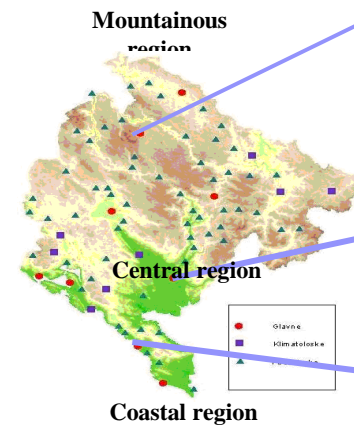 Mountainous
region
Central region
Glavne
Klimatoloske
Coastal region